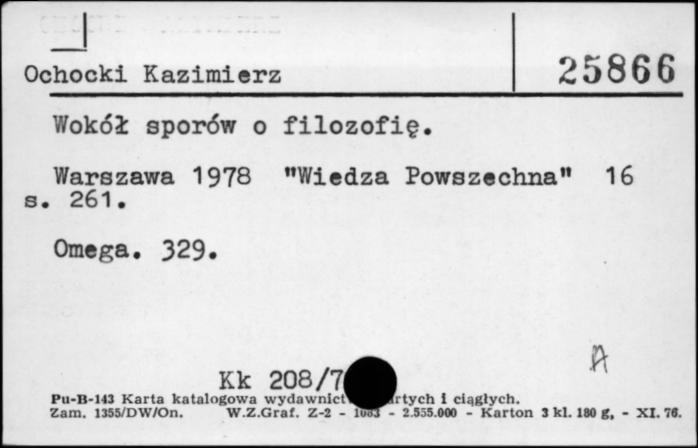 Ochocki Kazimierz 25866
Wokół sporów o filozofię.
Warszawa 1978 "Wiedza Powszechna" 16
s. 261.
Omega. 329.
A
Kk 208/7
Pu-B-143 Karta katalogowa wydawnict rtych i ciągłych.
Zam. 1355/DW/On. W.Z.Graf. Z-2 - - 2.555.000 - Karton 3 kl. 180 g, - XI. 76.